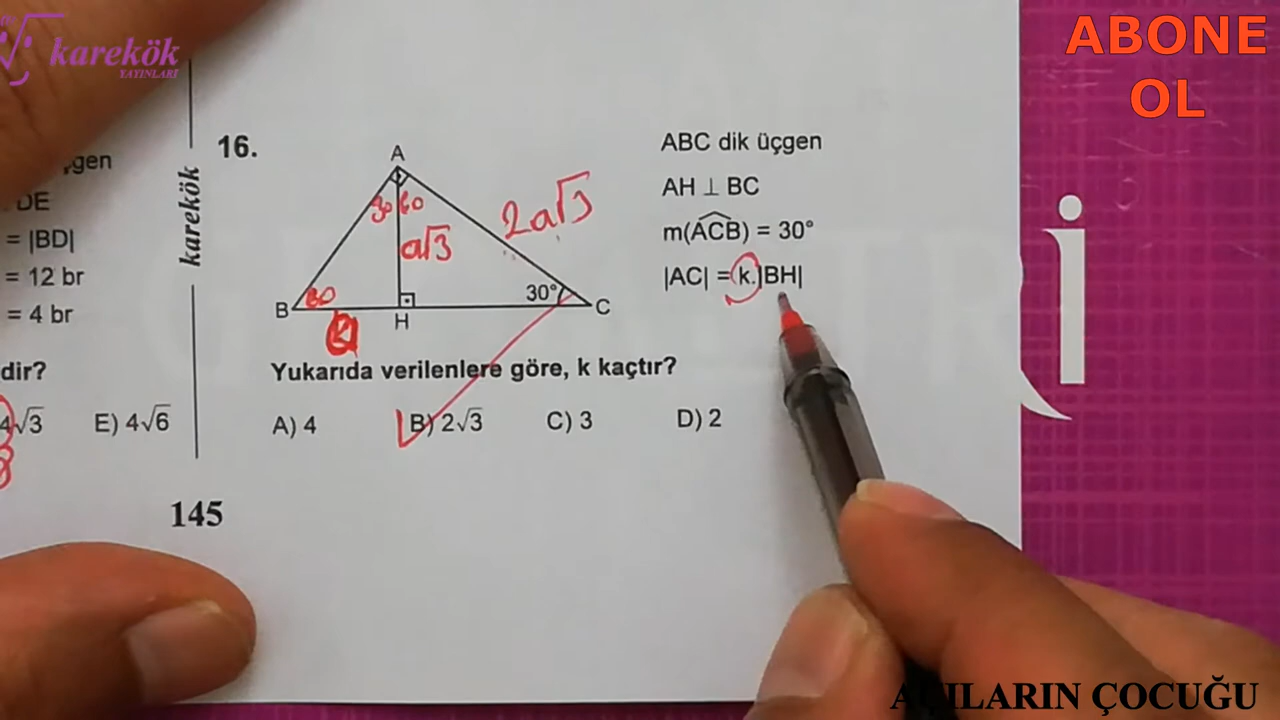 karekök
YAYINLARI
ABONE
OL
gen
DE
= |BD|
= 12 br
= 4 br
dir?
4√3 E) 4√6
karekök
145
16.
A
30 60
a√3
2a√3
B
60
30°
C
H
a
ABC dik üçgen
AH ⊥ BC
m(ACB) = 30°
|AC| = k.|BH|
Yukarıda verilenlere göre, k kaçtır?
A) 4 B) 2√3 C) 3 D) 2
AÇILARIN ÇOCUĞU